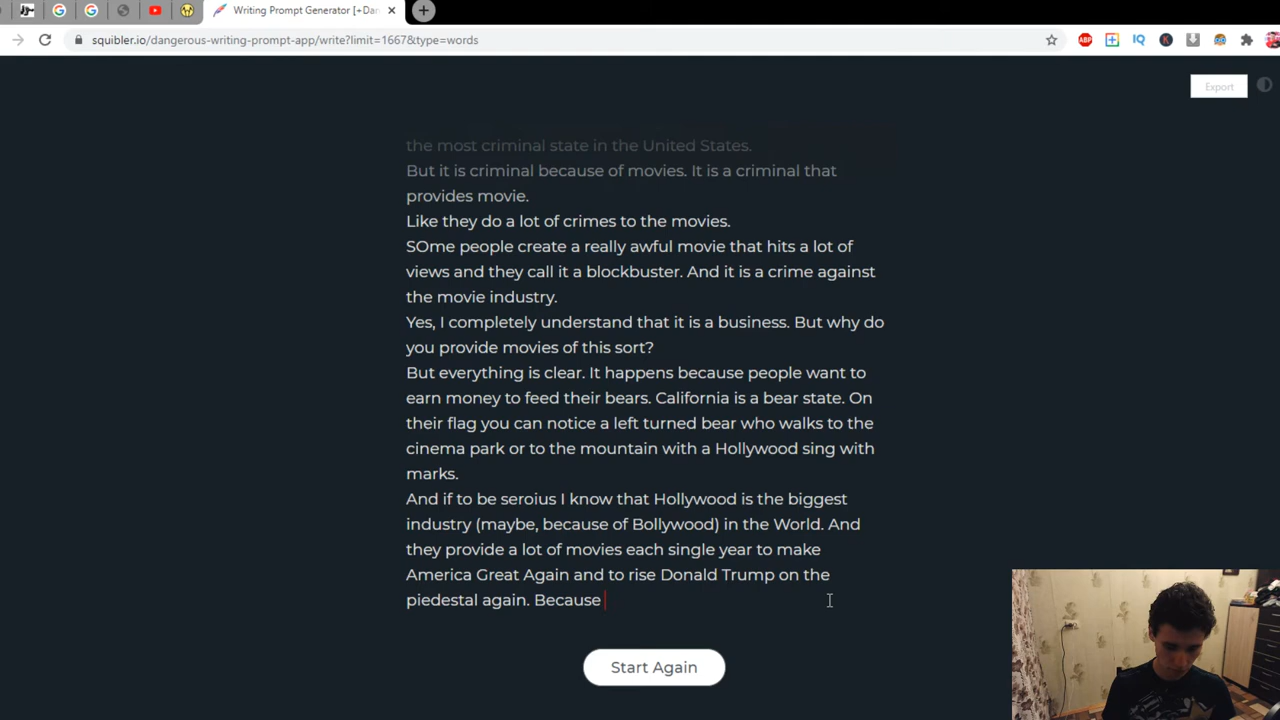 Writing Prompt Generator [+Dan
squibler.io/dangerous-writing-prompt-app/write?limit=1667&type=words
ABP
IQ
K
Export
the most criminal state in the United States.
But it is criminal because of movies. It is a criminal that
provides movie.
Like they do a lot of crimes to the movies.
SOme people create a really awful movie that hits a lot of
views and they call it a blockbuster. And it is a crime against
the movie industry.
Yes, I completely understand that it is a business. But why do
you provide movies of this sort?
But everything is clear. It happens because people want to
earn money to feed their bears. California is a bear state. On
their flag you can notice a left turned bear who walks to the
cinema park or to the mountain with a Hollywood sing with
marks.
And if to be seroius I know that Hollywood is the biggest
industry (maybe, because of Bollywood) in the World. And
they provide a lot of movies each single year to make
America Great Again and to rise Donald Trump on the
piedestal again. Because
Start Again